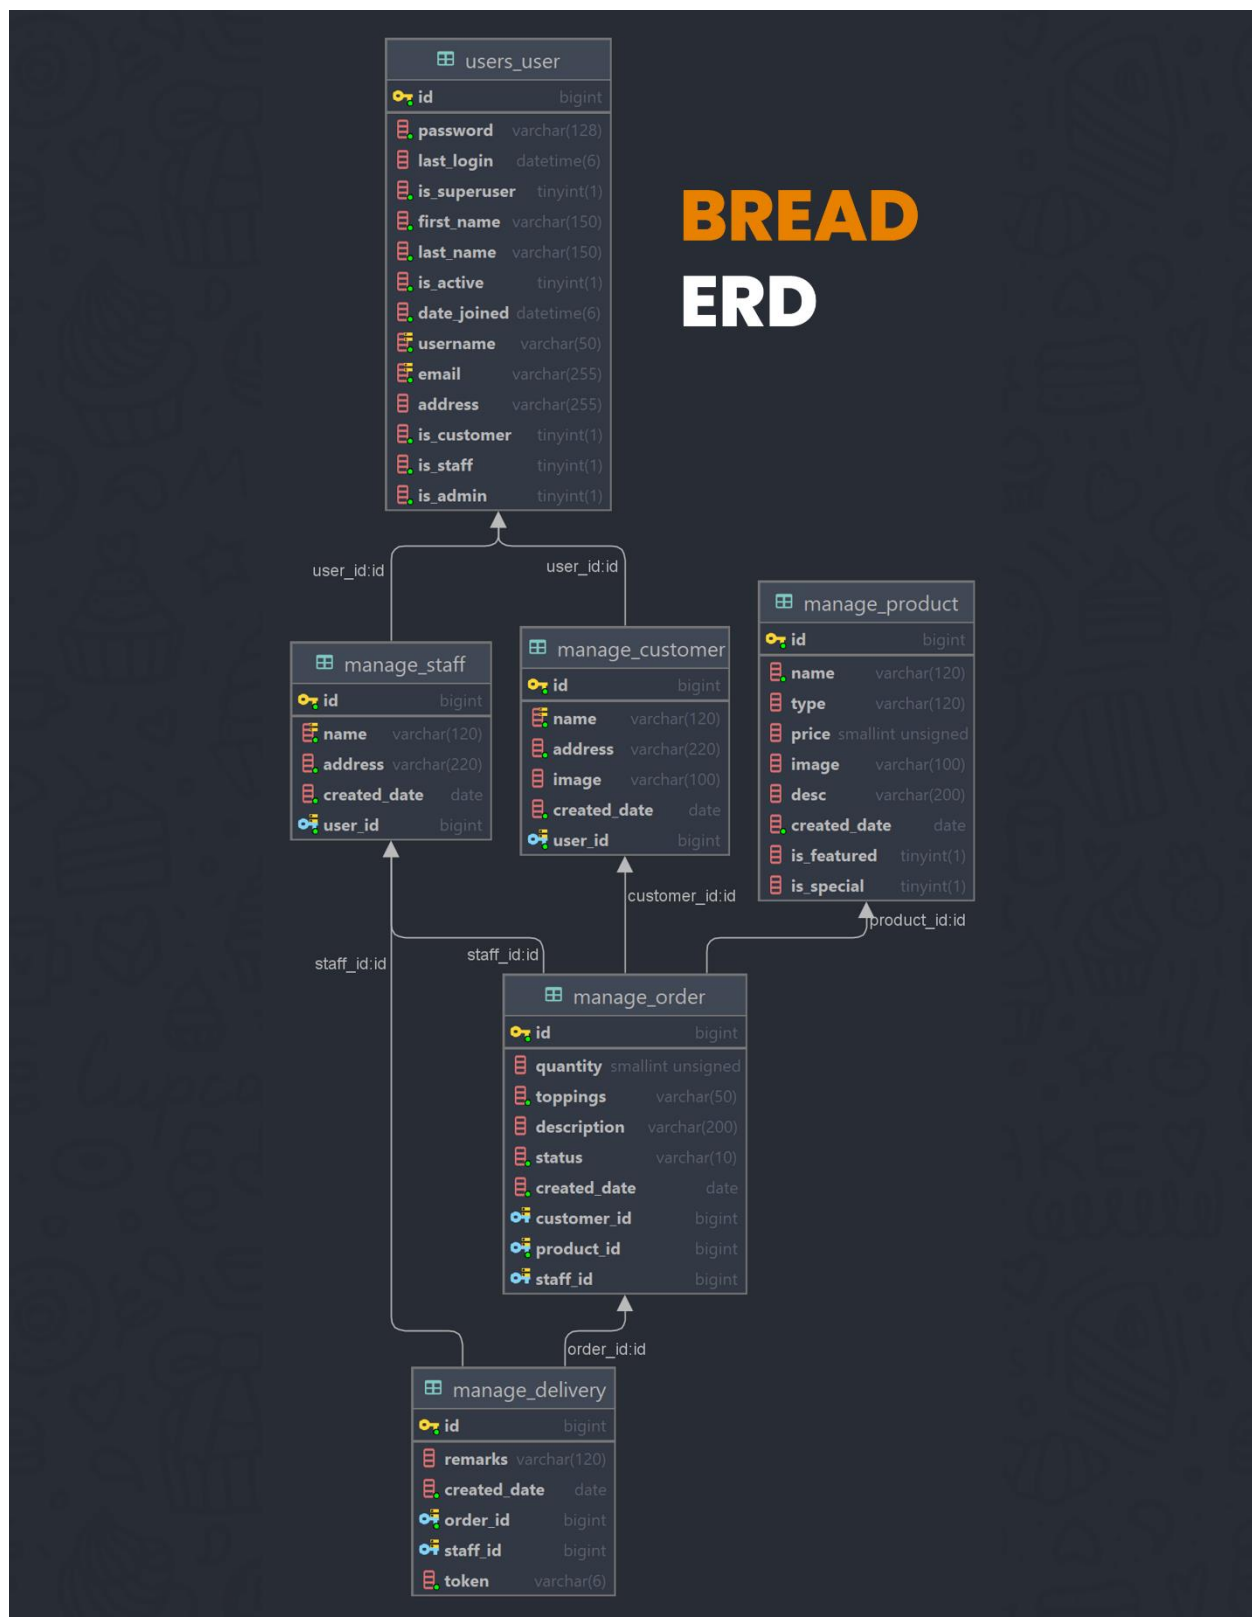 users_user
id bigint
password varchar(128)
last_login datetime(6)
is_superuser tinyint(1)
first_name varchar(150)
last_name varchar(150)
is_active tinyint(1)
date_joined datetime(6)
username varchar(50)
email varchar(255)
address varchar(255)
is_customer tinyint(1)
is_staff tinyint(1)
is_admin tinyint(1)
BREAD
ERD
user_id:id
user_id:id
manage_staff
id bigint
name varchar(120)
address varchar(220)
created_date date
user_id bigint
manage_customer
id bigint
name varchar(120)
address varchar(220)
image varchar(100)
created_date date
user_id bigint
manage_product
id bigint
name varchar(120)
type varchar(120)
price smallint unsigned
image varchar(100)
desc varchar(200)
created_date date
is_featured tinyint(1)
is_special tinyint(1)
customer_id:id
product_id:id
staff_id:id
staff_id:id
manage_order
id bigint
quantity smallint unsigned
toppings varchar(50)
description varchar(200)
status varchar(10)
created_date date
customer_id bigint
product_id bigint
staff_id bigint
order_id:id
manage_delivery
id bigint
remarks varchar(120)
created_date date
order_id bigint
staff_id bigint
token varchar(6)